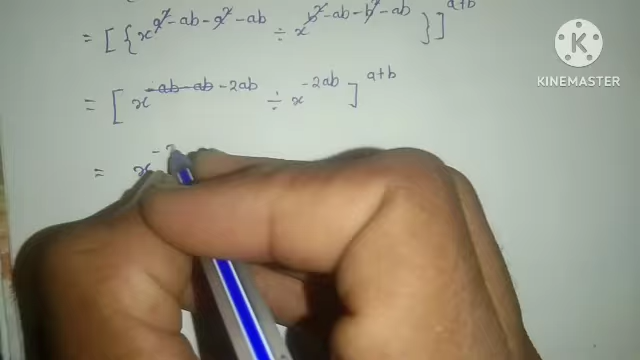 = [ { x^(a² - ab - a² - ab) ÷ x^(b² - ab - b² - ab) } ]^(a+b)
= [ x^(-ab - ab - 2ab) ÷ x^(-2ab) ]^(a+b)
= x^-
KINEMASTER